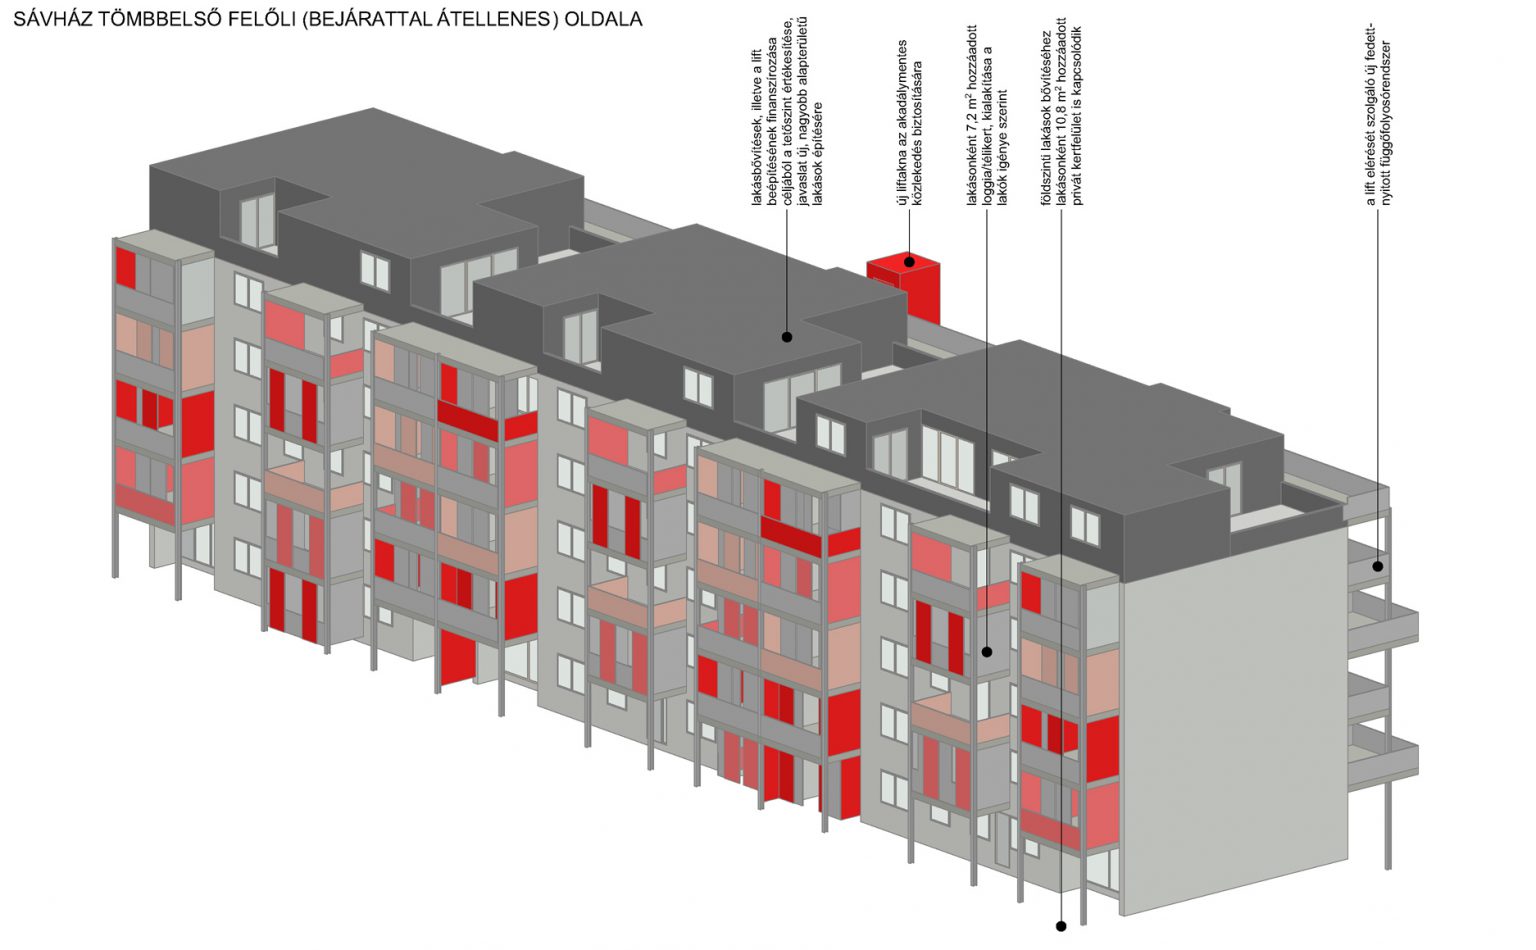 SÁVHÁZ TÖMBBELSŐ FELŐLI (BEJÁRATTAL ÁTELLENES) OLDALA
lakásbővítések, illetve a lift
beépítésének finanszírozása
céljából a tetőszint értékesítése,
javaslat új, nagyobb alapterületű
lakások építésére
új liftakna az akadálymentes
közlekedés biztosítására
lakásonként 7,2 m² hozzáadott
loggia/télikert, kialakítása a
lakók igénye szerint
földszinti lakások bővítéséhez
lakásonként 10,8 m² hozzáadott
privát kertfelület is kapcsolódik
a lift elérését szolgáló új fedett-
nyitott függőfolyosórendszer